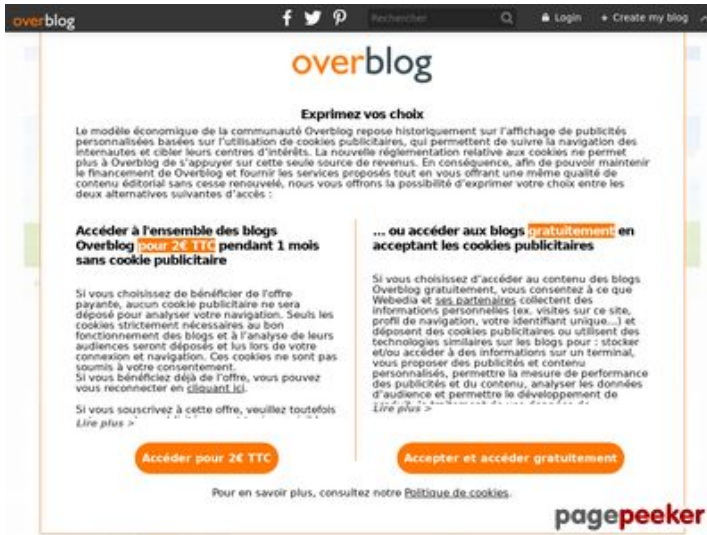 overblog
Rechercher
Login
+ Create my blog
overblog
Exprimez vos choix
Le modèle économique de la communauté Overblog repose historiquement sur l'affichage de publicités
personnalisées basées sur l'utilisation de cookies publicitaires, qui permettent de suivre la navigation des
internautes et cibler leurs centres d'intérêts. La nouvelle réglementation relative aux cookies ne permet
plus à Overblog de s'appuyer sur cette seule source de revenus. En conséquence, afin de pouvoir maintenir
le financement de Overblog et fournir les services proposés tout en vous offrant une même qualité de
contenu éditorial sans cesse renouvelé, nous vous offrons la possibilité d'exprimer votre choix entre les
deux alternatives suivantes d'accès :
Accéder à l'ensemble des blogs
Overblog pour 2€ TTC pendant 1 mois
sans cookie publicitaire
Si vous choisissez de bénéficier de l'offre
payante, aucun cookie publicitaire ne sera
déposé pour analyser votre navigation. Seuls les
cookies strictement nécessaires au bon
fonctionnement des blogs et à l'analyse de leurs
audiences seront déposés et lus lors de votre
connexion et navigation. Ces cookies ne sont pas
soumis à votre consentement.
Si vous bénéficiez déjà de l'offre, vous pouvez
vous reconnecter en cliquant ici.
Si vous souscrivez à cette offre, veuillez toutefois
Lire plus >
Accéder pour 2€ TTC
... ou accéder aux blogs gratuitement en
acceptant les cookies publicitaires
Si vous choisissez d'accéder au contenu des blogs
Overblog gratuitement, vous consentez à ce que
Webedia et ses partenaires collectent des
informations personnelles (ex. visites sur ce site,
profil de navigation, votre identifiant unique...) et
déposent des cookies publicitaires ou utilisent des
technologies similaires sur les blogs pour : stocker
et/ou accéder à des informations sur un terminal,
vous proposer des publicités et contenu
personnalisés, permettre la mesure de performance
des publicités et du contenu, analyser les données
d'audience et permettre le développement de
Lire plus >
Accepter et accéder gratuitement
Pour en savoir plus, consultez notre Politique de cookies.
pagepeeker